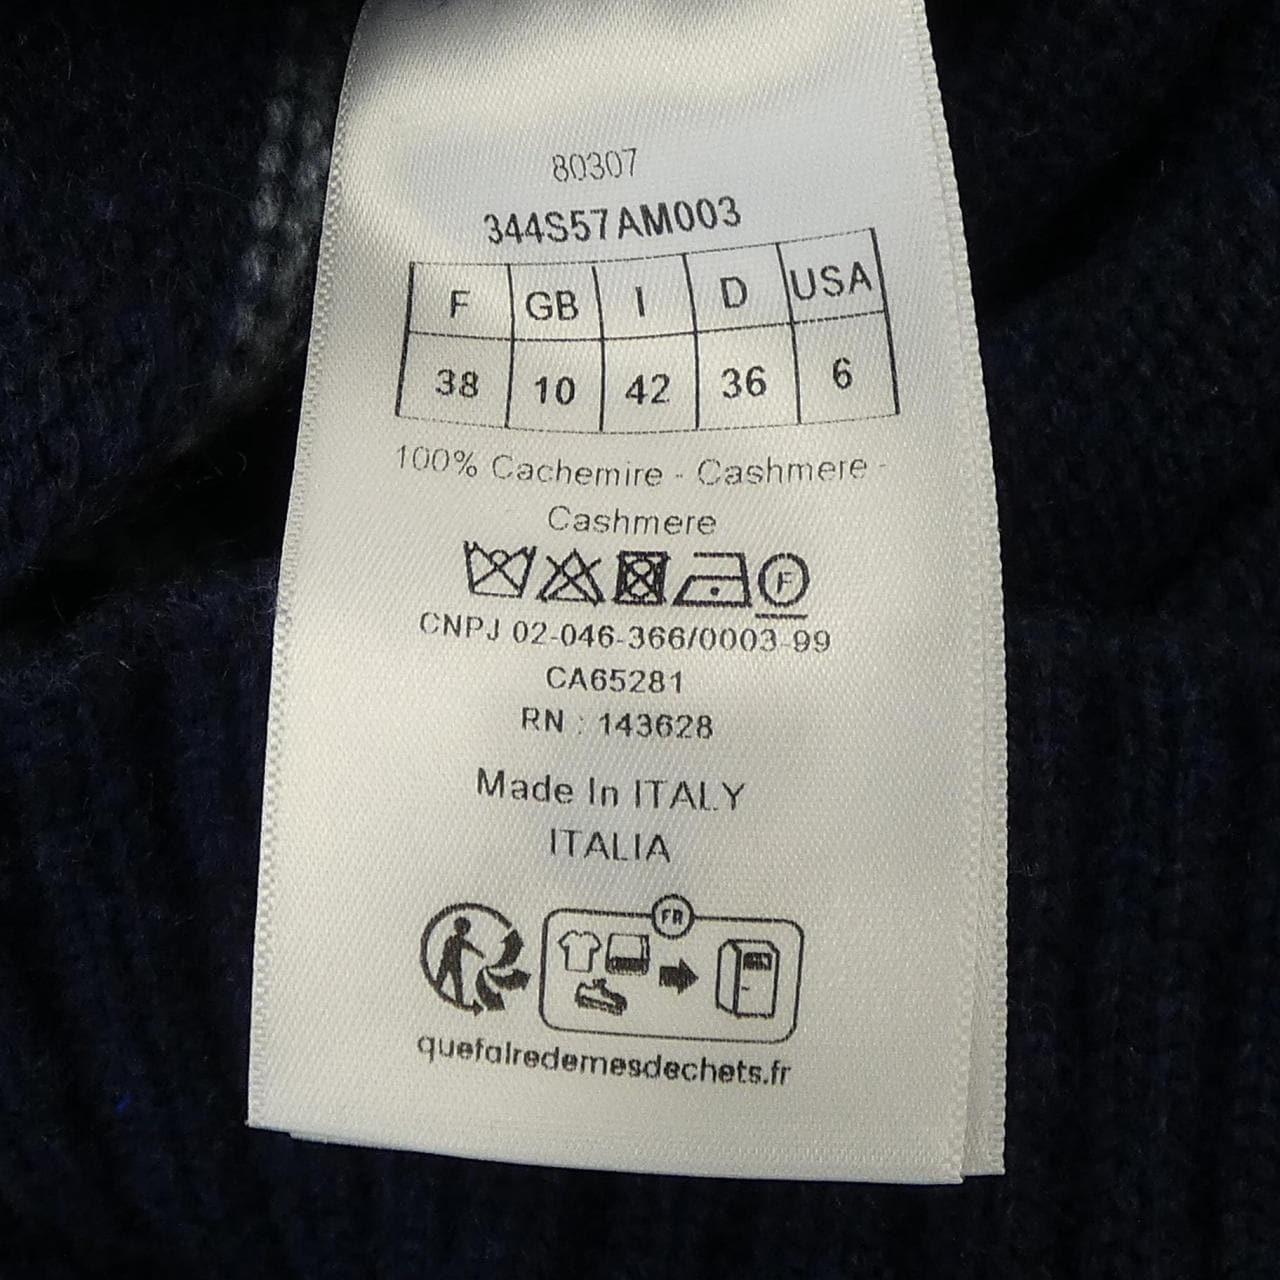 80307
344S57AM003
F GB I D USA
38 10 42 36 6
100% Cachemire - Cashmere -
Cashmere
F
CNPJ 02-046-366/0003-99
CA65281
RN : 143628
Made In ITALY
ITALIA
FR
quefairedemesdechets.fr